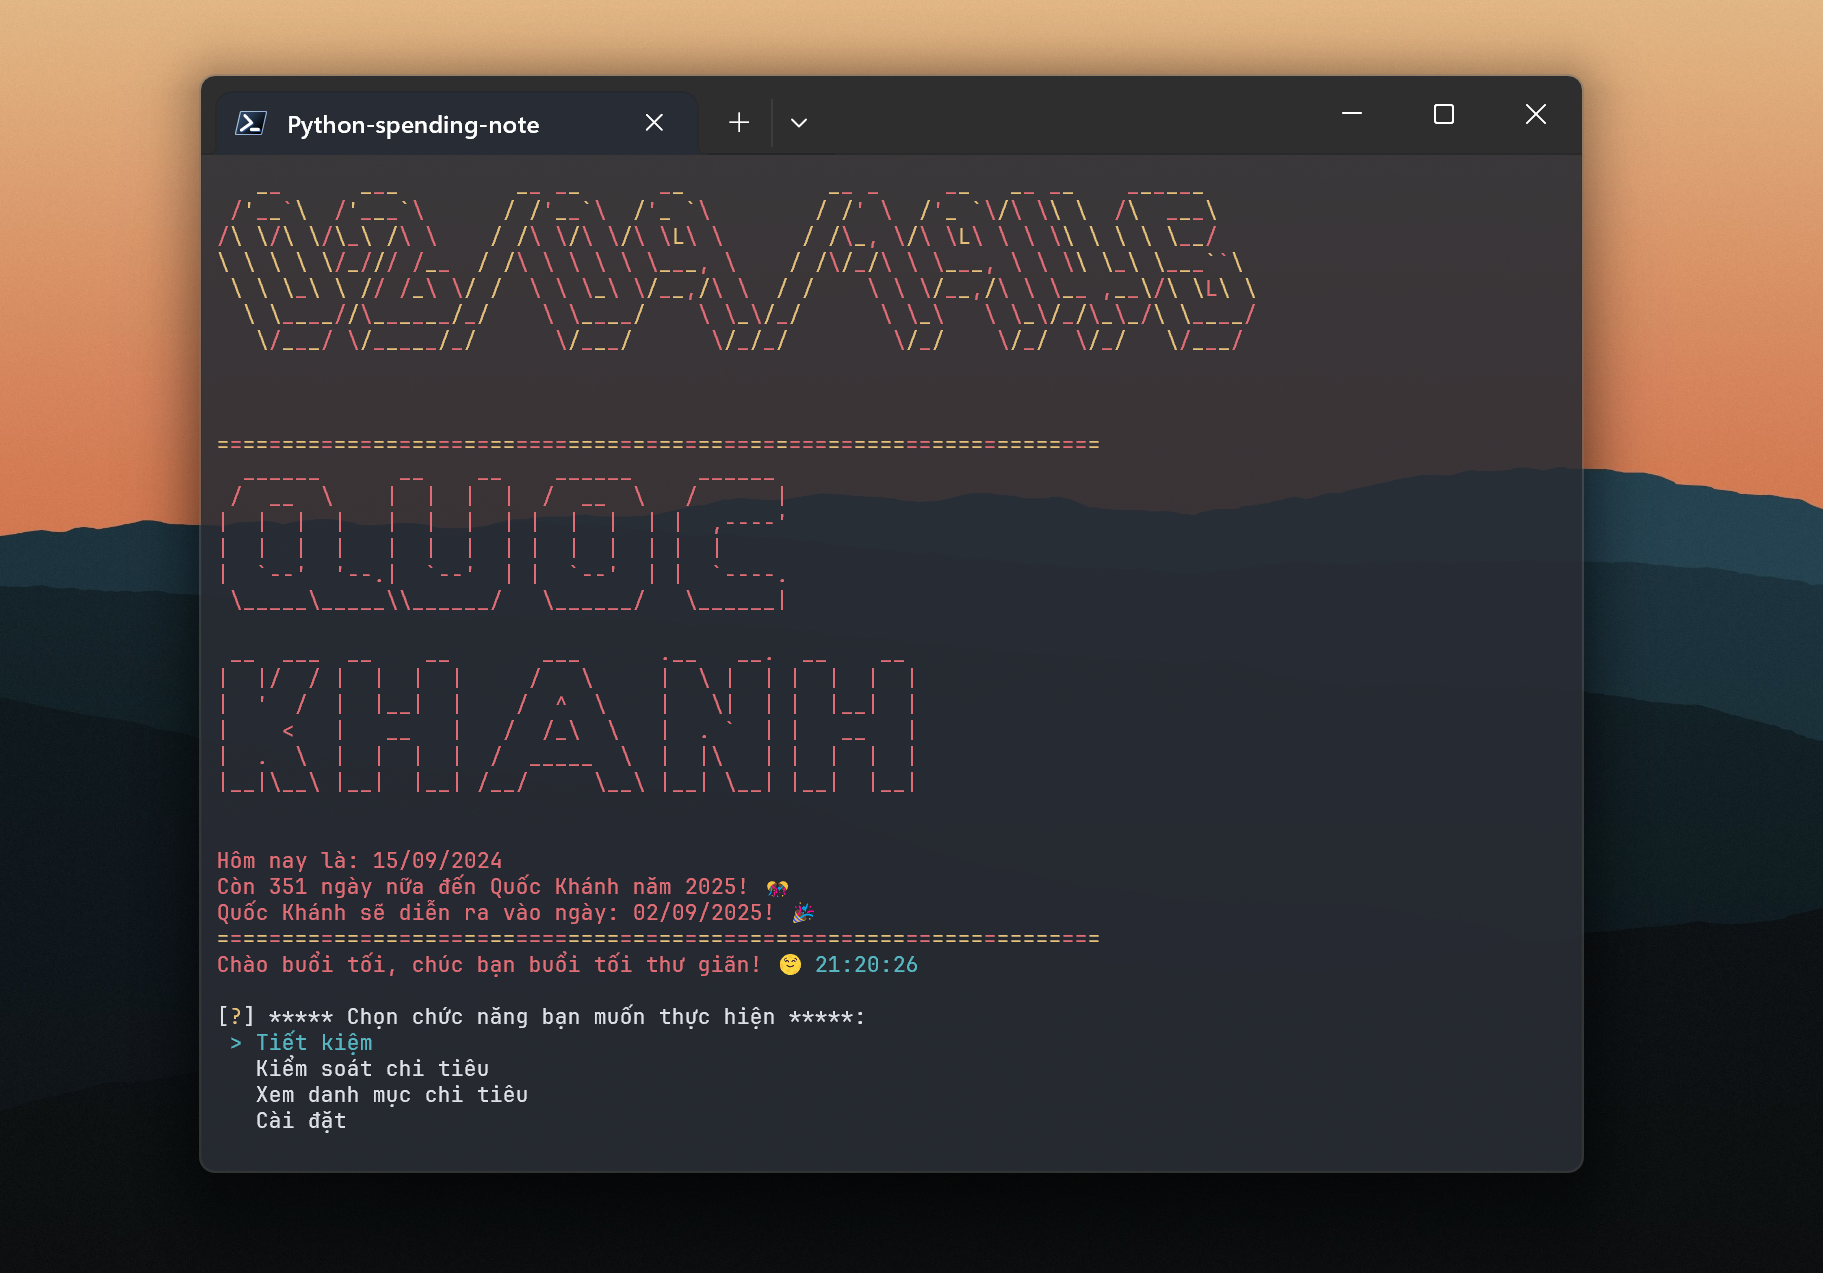 Python-spending-note
02/09/1945
====================================================================
QUOC
KHANH
Hôm nay là: 15/09/2024
Còn 351 ngày nữa đến Quốc Khánh năm 2025! 🎊
Quốc Khánh sẽ diễn ra vào ngày: 02/09/2025! 🎉
====================================================================
Chào buổi tối, chúc bạn buổi tối thư giãn! 😊 21:20:26
[?] ***** Chọn chức năng bạn muốn thực hiện *****:
> Tiết kiệm
Kiểm soát chi tiêu
Xem danh mục chi tiêu
Cài đặt